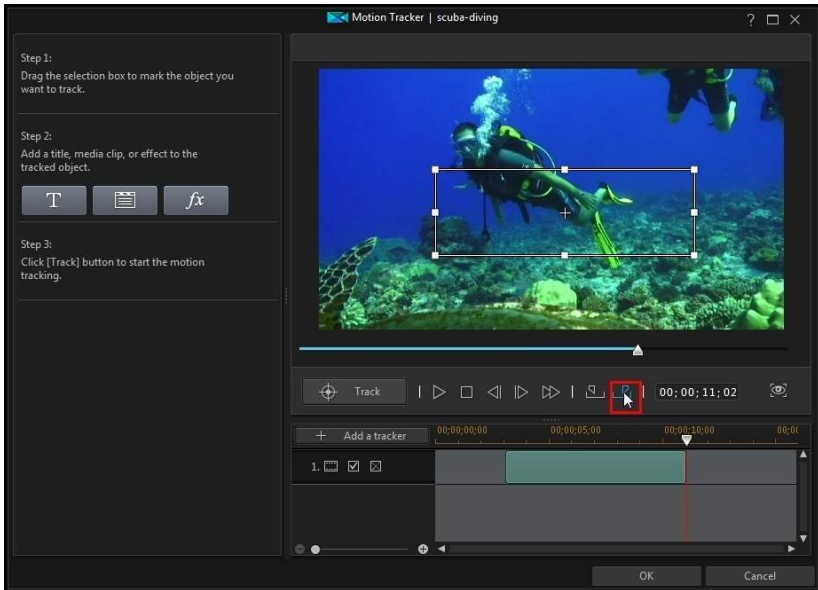 Motion Tracker | scuba-diving
Step 1:
Drag the selection box to mark the object you
want to track.
Step 2:
Add a title, media clip, or effect to the
tracked object.
T fx
Step 3:
Click [Track] button to start the motion
tracking.
Track 00;00;11;02
+ Add a tracker 00;00;00;00 00;00;05;00 00;00;10;00 00;00
1.
OK Cancel